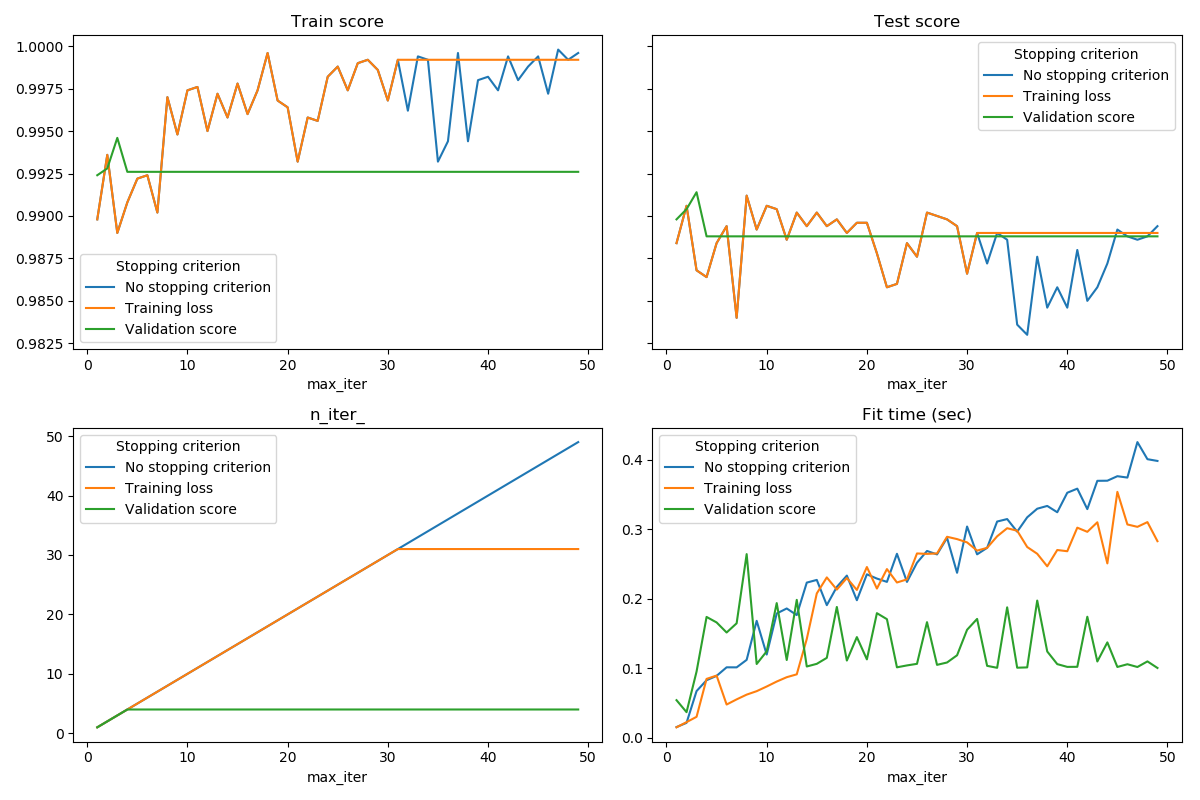 Train score
1.0000
0.9975
0.9950
0.9925
0.9900
0.9875
0.9850
0.9825
Stopping criterion
No stopping criterion
Training loss
Validation score
0 10 20 30 40 50
max_iter
Test score
Stopping criterion
No stopping criterion
Training loss
Validation score
0 10 20 30 40 50
max_iter
n_iter_
50
40
30
20
10
0
Stopping criterion
No stopping criterion
Training loss
Validation score
0 10 20 30 40 50
max_iter
Fit time (sec)
0.4
0.3
0.2
0.1
0.0
Stopping criterion
No stopping criterion
Training loss
Validation score
0 10 20 30 40 50
max_iter